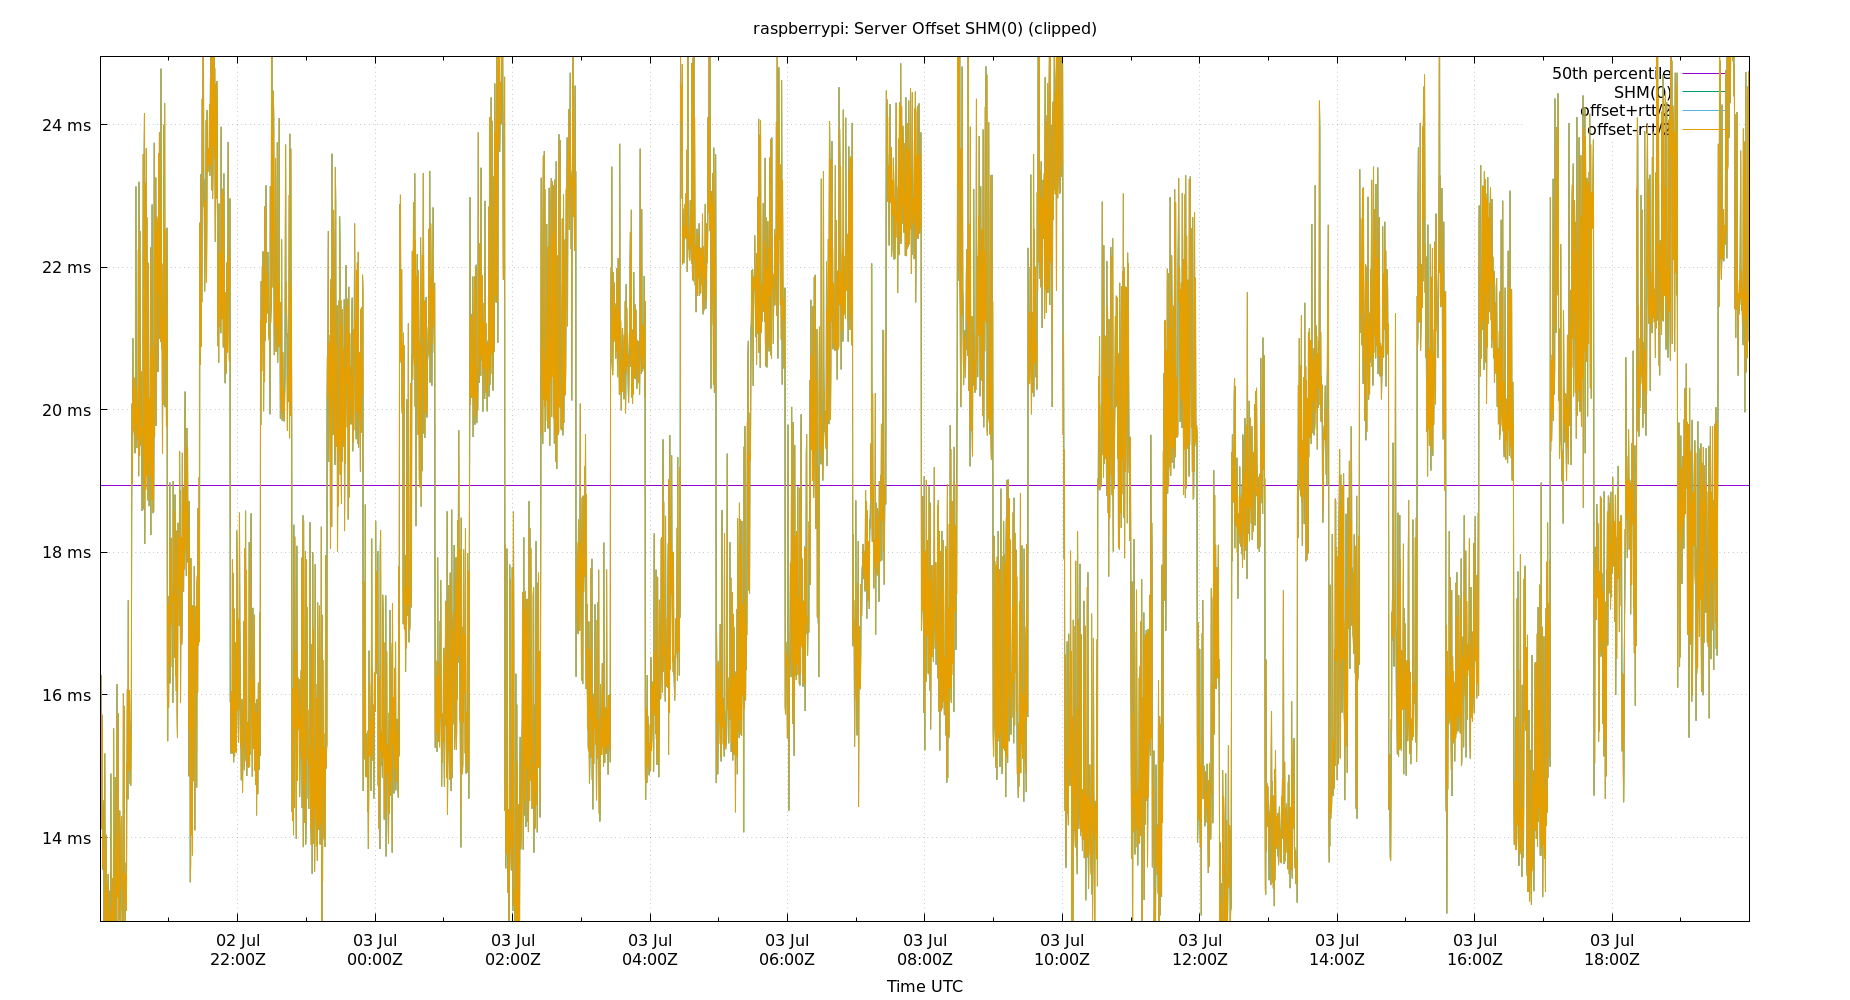 raspberrypi: Server Offset SHM(0) (clipped)
50th percentile
SHM(0)
offset+rtt/2
offset-rtt/2
24 ms
22 ms
20 ms
18 ms
16 ms
14 ms
02 Jul
22:00Z
03 Jul
00:00Z
03 Jul
02:00Z
03 Jul
04:00Z
03 Jul
06:00Z
03 Jul
08:00Z
03 Jul
10:00Z
03 Jul
12:00Z
03 Jul
14:00Z
03 Jul
16:00Z
03 Jul
18:00Z
Time UTC